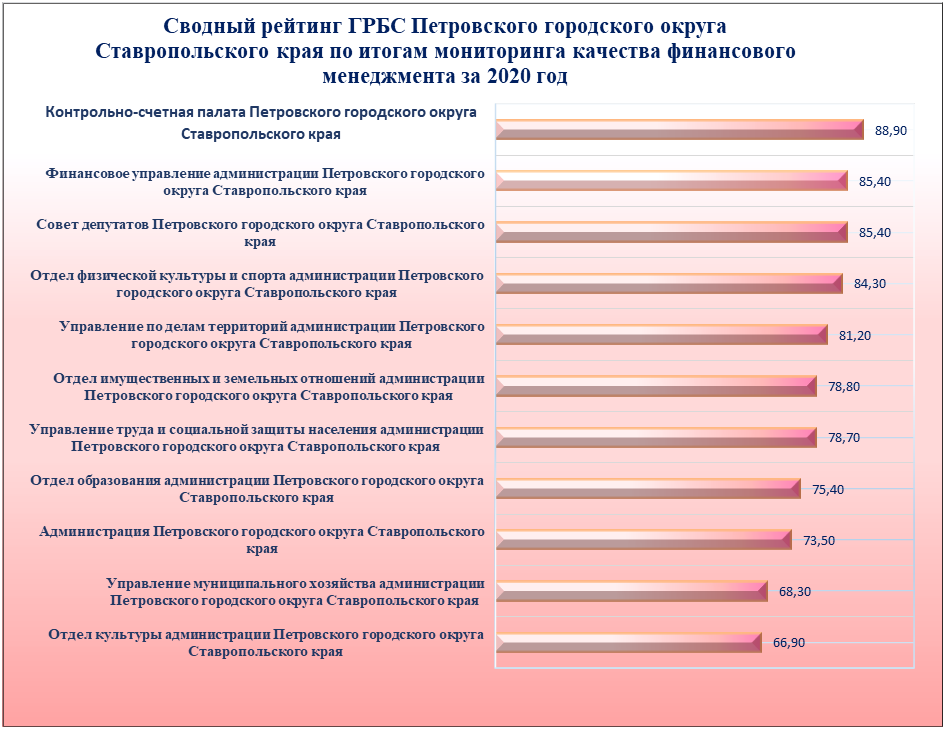 Сводный рейтинг ГРБС Петровского городского округа
Ставропольского края по итогам мониторинга качества финансового
менеджмента за 2020 год
Контрольно-счетная палата Петровского городского округа
Ставропольского края
88,90
Финансовое управление администрации Петровского городского
округа Ставропольского края
85,40
Совет депутатов Петровского городского округа Ставропольского
края
85,40
Отдел физической культуры и спорта администрации Петровского
городского округа Ставропольского края
84,30
Управление по делам территорий администрации Петровского
городского округа Ставропольского края
81,20
Отдел имущественных и земельных отношений администрации
Петровского городского округа Ставропольского края
78,80
Управление труда и социальной защиты населения администрации
Петровского городского округа Ставропольского края
78,70
Отдел образования администрации Петровского городского округа
Ставропольского края
75,40
Администрация Петровского городского округа Ставропольского
края
73,50
Управление муниципального хозяйства администрации
Петровского городского округа Ставропольского края
68,30
Отдел культуры администрации Петровского городского округа
Ставропольского края
66,90